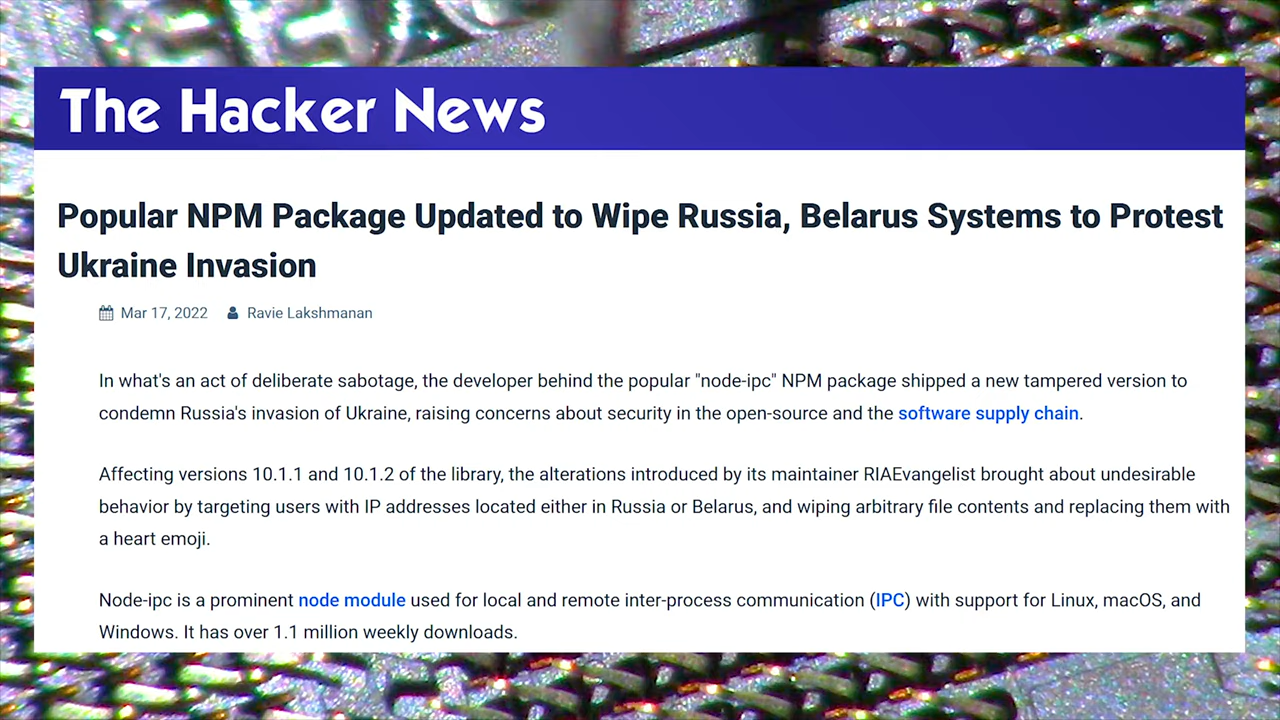 The Hacker News
Popular NPM Package Updated to Wipe Russia, Belarus Systems to Protest
Ukraine Invasion
Mar 17, 2022 Ravie Lakshmanan
In what's an act of deliberate sabotage, the developer behind the popular "node-ipc" NPM package shipped a new tampered version to
condemn Russia's invasion of Ukraine, raising concerns about security in the open-source and the software supply chain.
Affecting versions 10.1.1 and 10.1.2 of the library, the alterations introduced by its maintainer RIAEvangelist brought about undesirable
behavior by targeting users with IP addresses located either in Russia or Belarus, and wiping arbitrary file contents and replacing them with
a heart emoji.
Node-ipc is a prominent node module used for local and remote inter-process communication (IPC) with support for Linux, macOS, and
Windows. It has over 1.1 million weekly downloads.